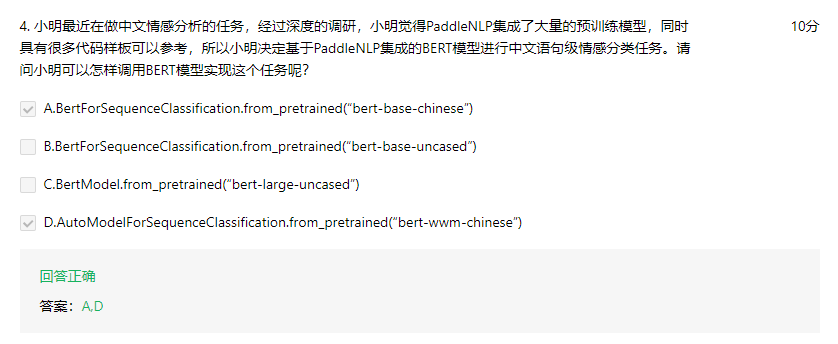 4. 小明最近在做中文情感分析的任务，经过深度的调研，小明觉得PaddleNLP集成了大量的预训练模型，同时 10分
具有很多代码样板可以参考，所以小明决定基于PaddleNLP集成的BERT模型进行中文语句级情感分类任务。请
问小明可以怎样调用BERT模型实现这个任务呢？
A.BertForSequenceClassification.from_pretrained(“bert-base-chinese”)
B.BertForSequenceClassification.from_pretrained(“bert-base-uncased”)
C.BertModel.from_pretrained(“bert-large-uncased”)
D.AutoModelForSequenceClassification.from_pretrained(“bert-wwm-chinese”)
回答正确
答案：A,D